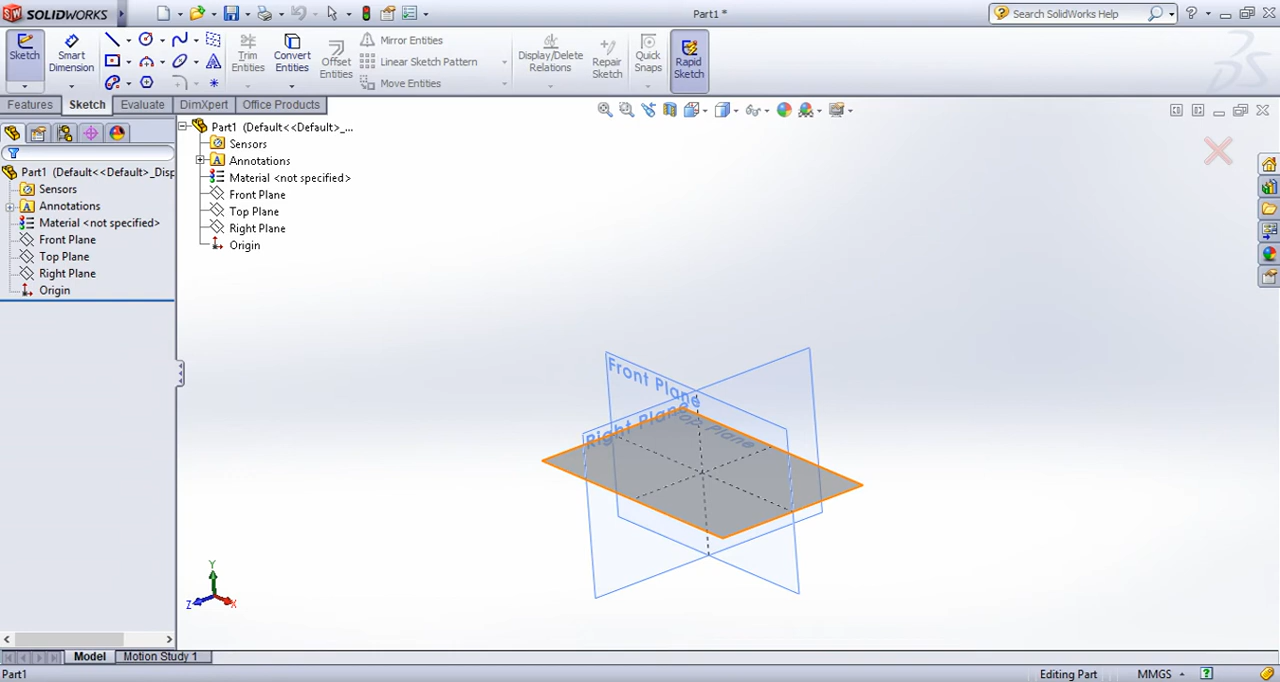 SOLIDWORKS
Part1 *
Search SolidWorks Help
Sketch
Smart Dimension
Trim Entities
Convert Entities
Offset Entities
Mirror Entities
Linear Sketch Pattern
Move Entities
Display/Delete Relations
Repair Sketch
Quick Snaps
Rapid Sketch
Features
Sketch
Evaluate
DimXpert
Office Products
Part1 (Default<<Default>_Disp
Sensors
Annotations
Material <not specified>
Front Plane
Top Plane
Right Plane
Origin
Part1 (Default<<Default>_...
Sensors
Annotations
Material <not specified>
Front Plane
Top Plane
Right Plane
Origin
Front Plane
Right Plane
Top Plane
Y
Z
X
Model
Motion Study 1
Part1
Editing Part
MMGS